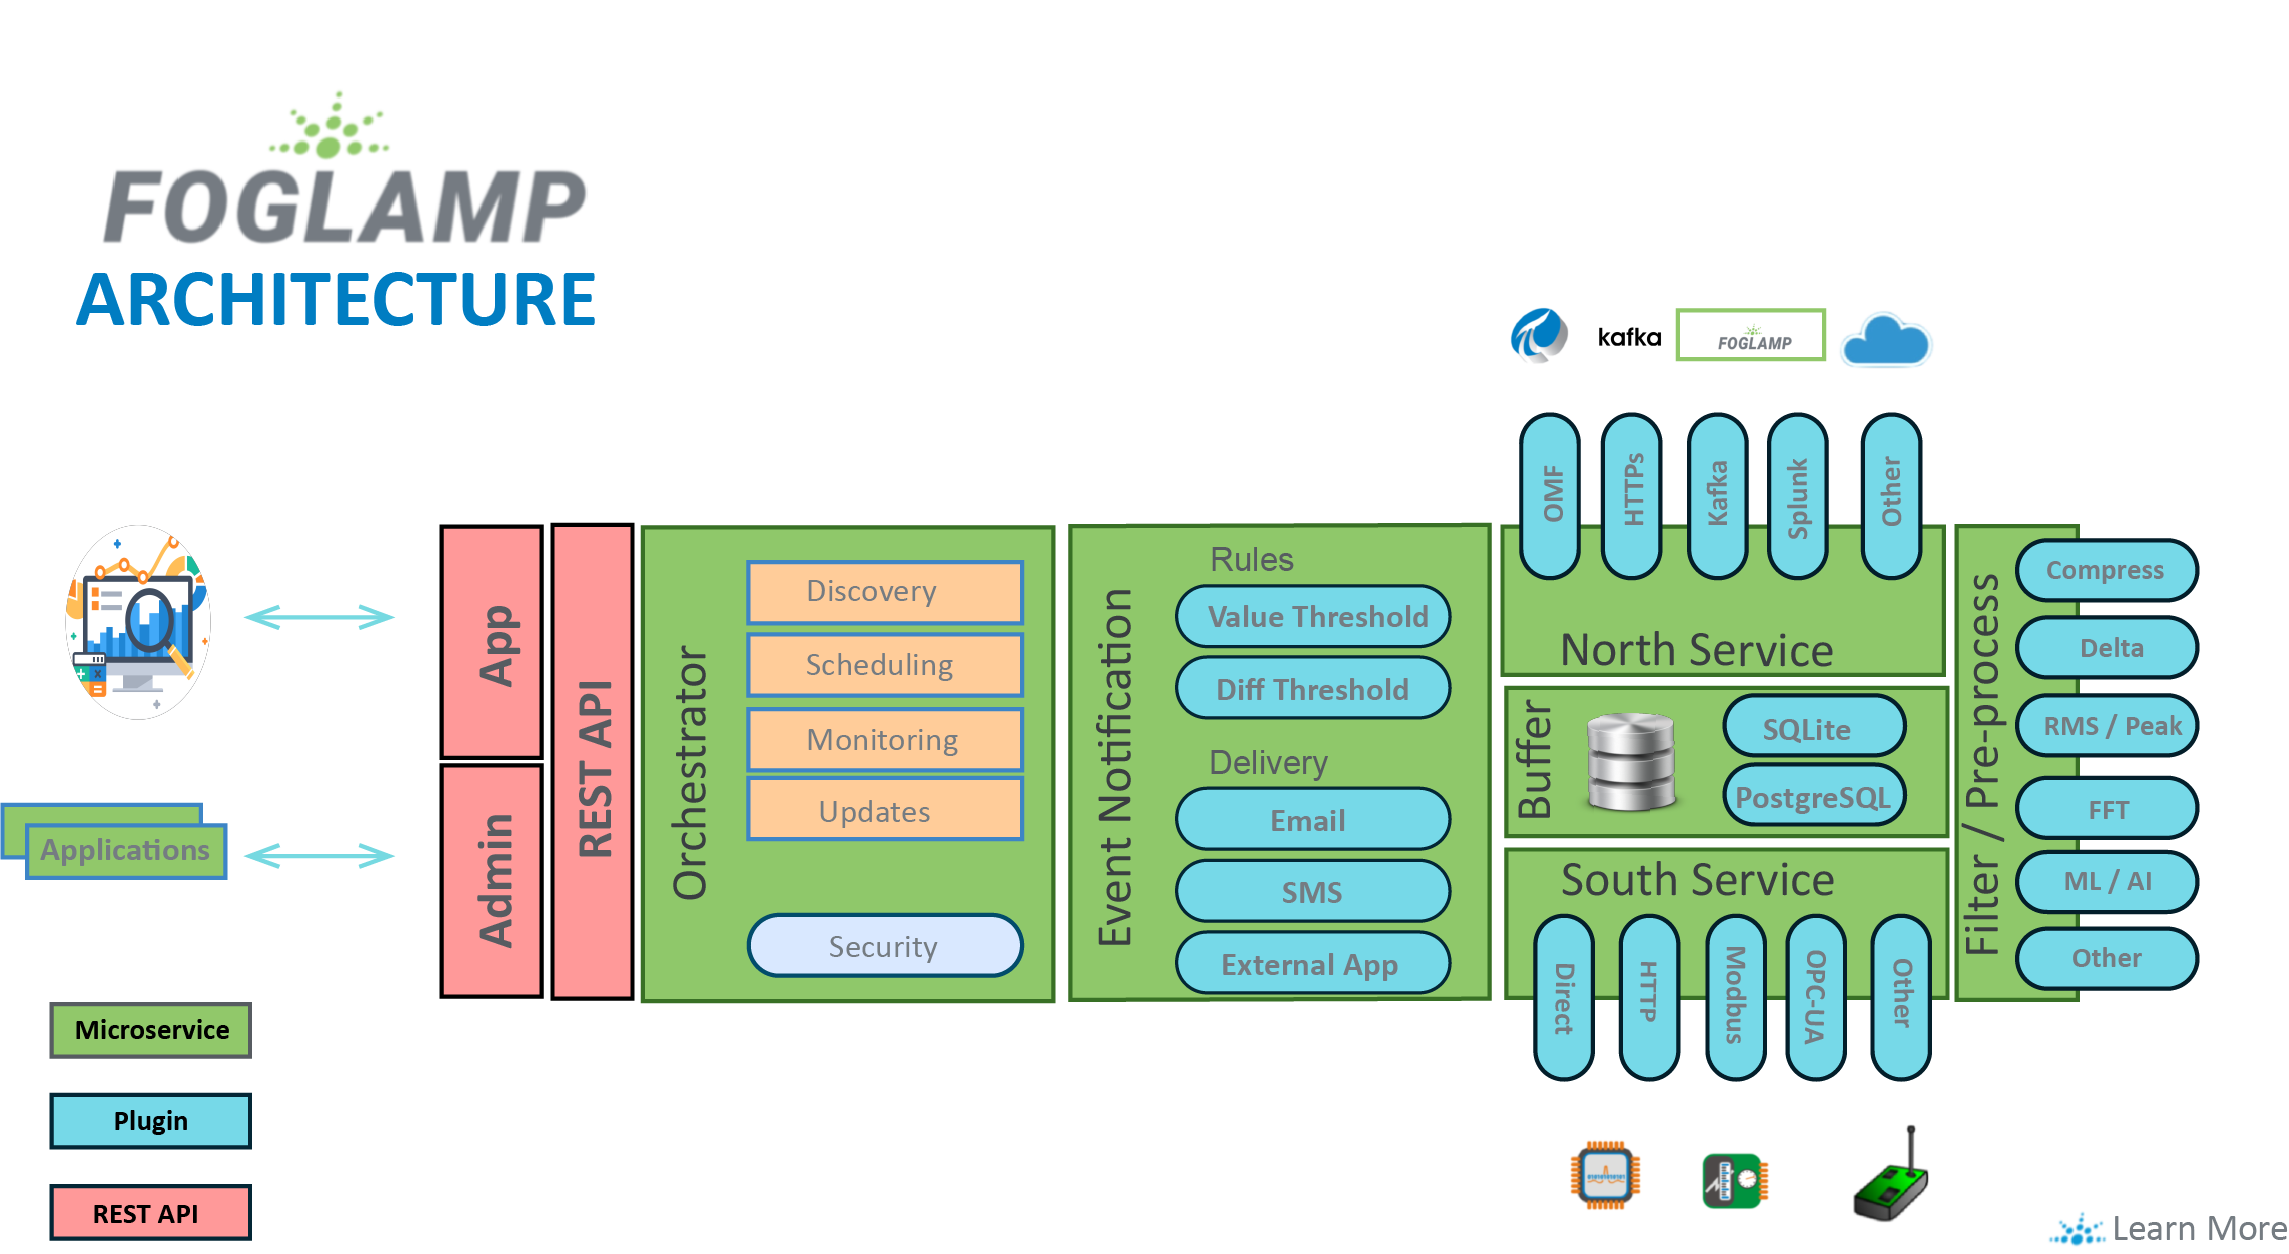 FOGLAMP
ARCHITECTURE
kafka
FOGLAMP
OMF
HTTPs
Kafka
Splunk
Other
App
Admin
REST API
Orchestrator
Discovery
Scheduling
Monitoring
Updates
Security
Event Notification
Rules
Value Threshold
Diff Threshold
Delivery
Email
SMS
External App
North Service
Buffer
SQLite
PostgreSQL
South Service
Direct
HTTP
Modbus
OPC-UA
Other
Filter / Pre-process
Compress
Delta
RMS / Peak
FFT
ML / AI
Other
Applications
Microservice
Plugin
REST API
Learn More